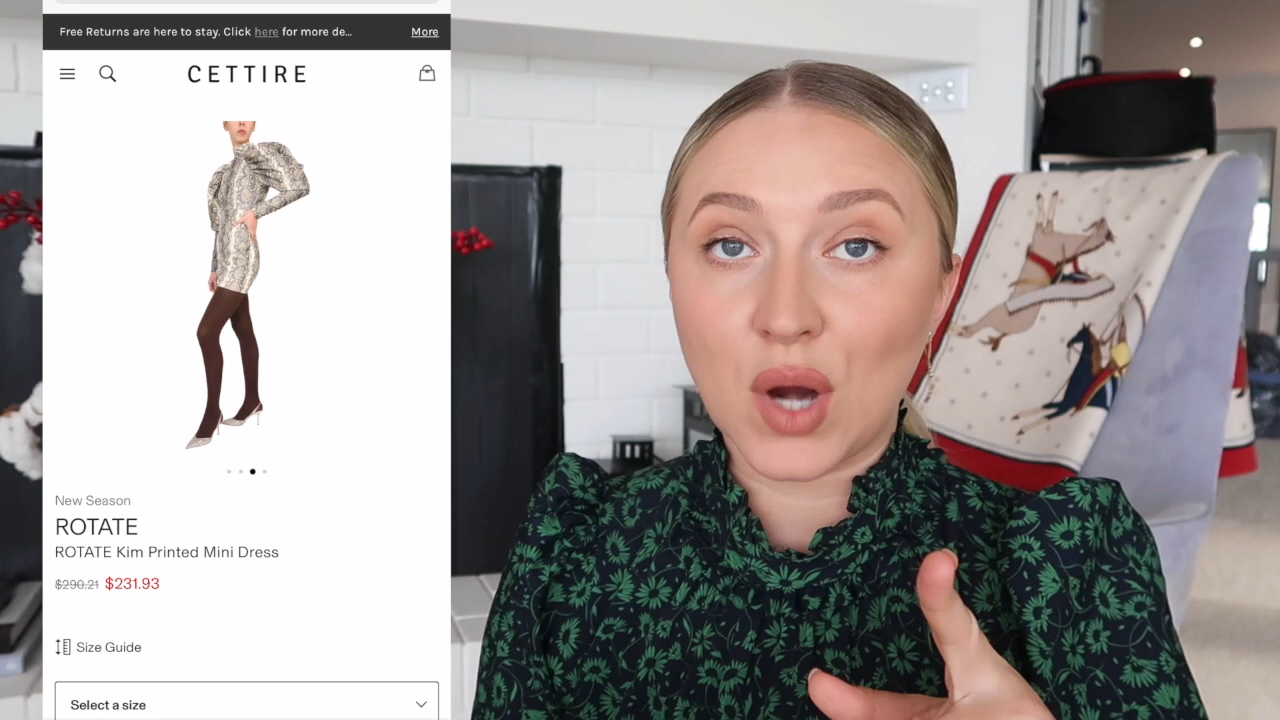 Free Returns are here to stay. Click here for more de...
More
CETTIRE
New Season
ROTATE
ROTATE Kim Printed Mini Dress
$290.21 $231.93
Size Guide
Select a size